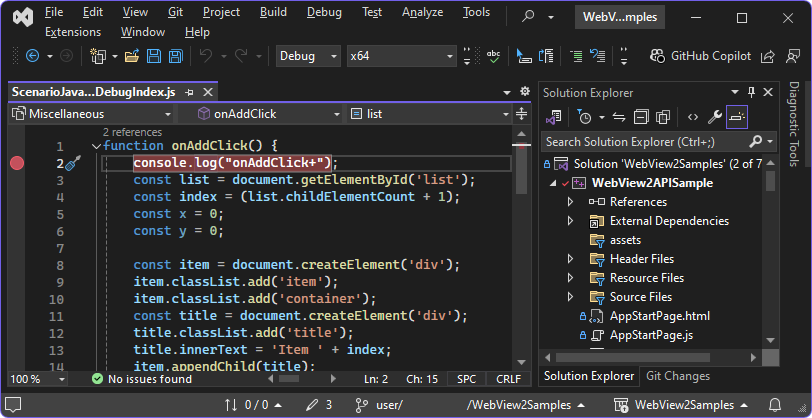 File Edit View Git Project Build Debug Test Analyze Tools
Extensions Window Help
WebV...mples
Debug x64 abc GitHub Copilot
ScenarioJava...DebugIndex.js
Miscellaneous onAddClick list
2 references
1 function onAddClick() {
2 console.log("onAddClick+");
3 const list = document.getElementById('list');
4 const index = (list.childElementCount + 1);
5 const x = 0;
6 const y = 0;
7
8 const item = document.createElement('div');
9 item.classList.add('item');
10 item.classList.add('container');
11 const title = document.createElement('div');
12 title.classList.add('title');
13 title.innerText = 'Item ' + index;
14 item.appendChild(title);
100 % No issues found Ln: 2 Ch: 15 SPC CRLF
Solution Explorer
Search Solution Explorer (Ctrl+;)
Solution 'WebView2Samples' (2 of 7
WebView2APISample
References
External Dependencies
assets
Header Files
Resource Files
Source Files
AppStartPage.html
AppStartPage.js
Solution Explorer Git Changes
Diagnostic Tools
0 / 0 3 user/ /WebView2Samples WebView2Samples